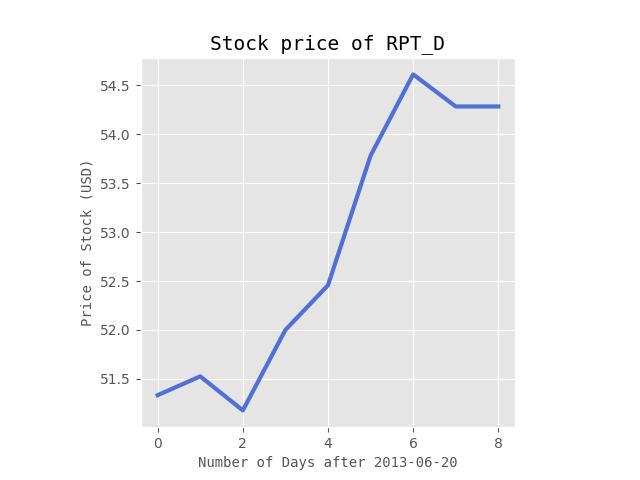 Stock price of RPT_D
Price of Stock (USD)
54.5
54.0
53.5
53.0
52.5
52.0
51.5
0 2 4 6 8
Number of Days after 2013-06-20